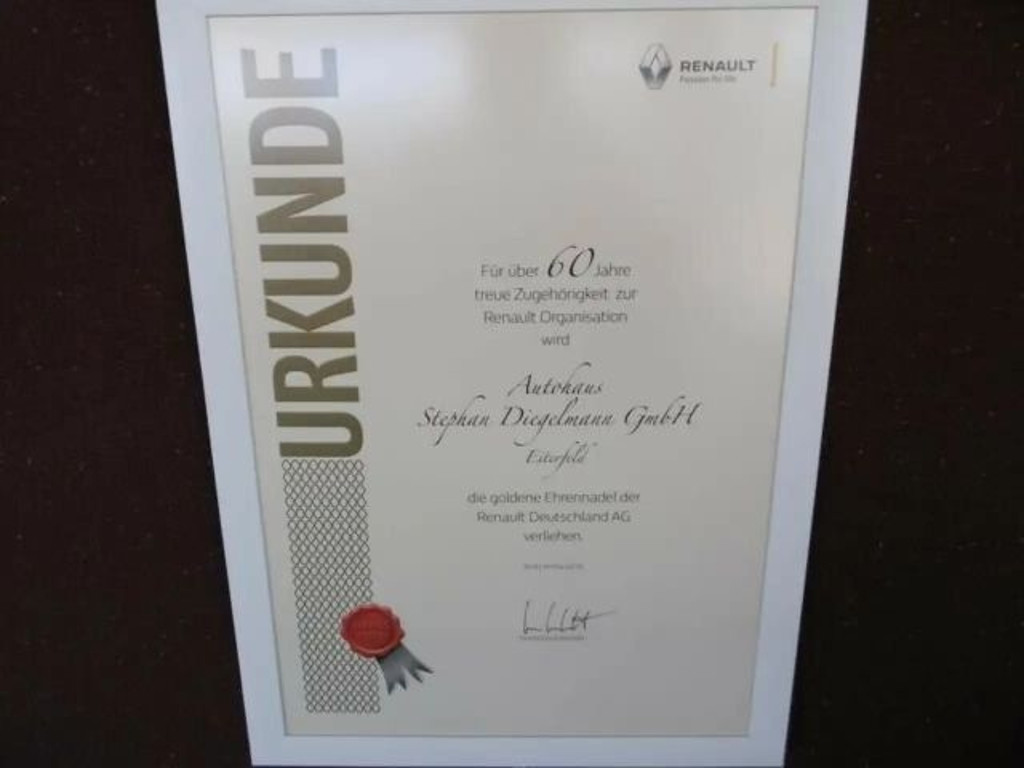 URKUNDE
RENAULT
Für über 60 Jahre
treue Zugehörigkeit zur
Renault Organisation
wird
Autohaus
Stephan Diegelmann GmbH
Eiterfeld
die goldene Ehrennadel der
Renault Deutschland AG
verliehen.